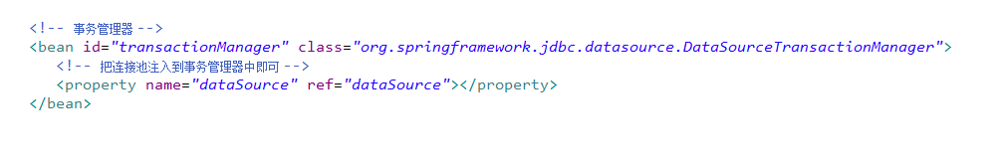 <!-- 事务管理器 -->
<bean id="transactionManager" class="org.springframework.jdbc.datasource.DataSourceTransactionManager">
<!-- 把连接池注入到事务管理器中即可 -->
<property name="dataSource" ref="dataSource"></property>
</bean>